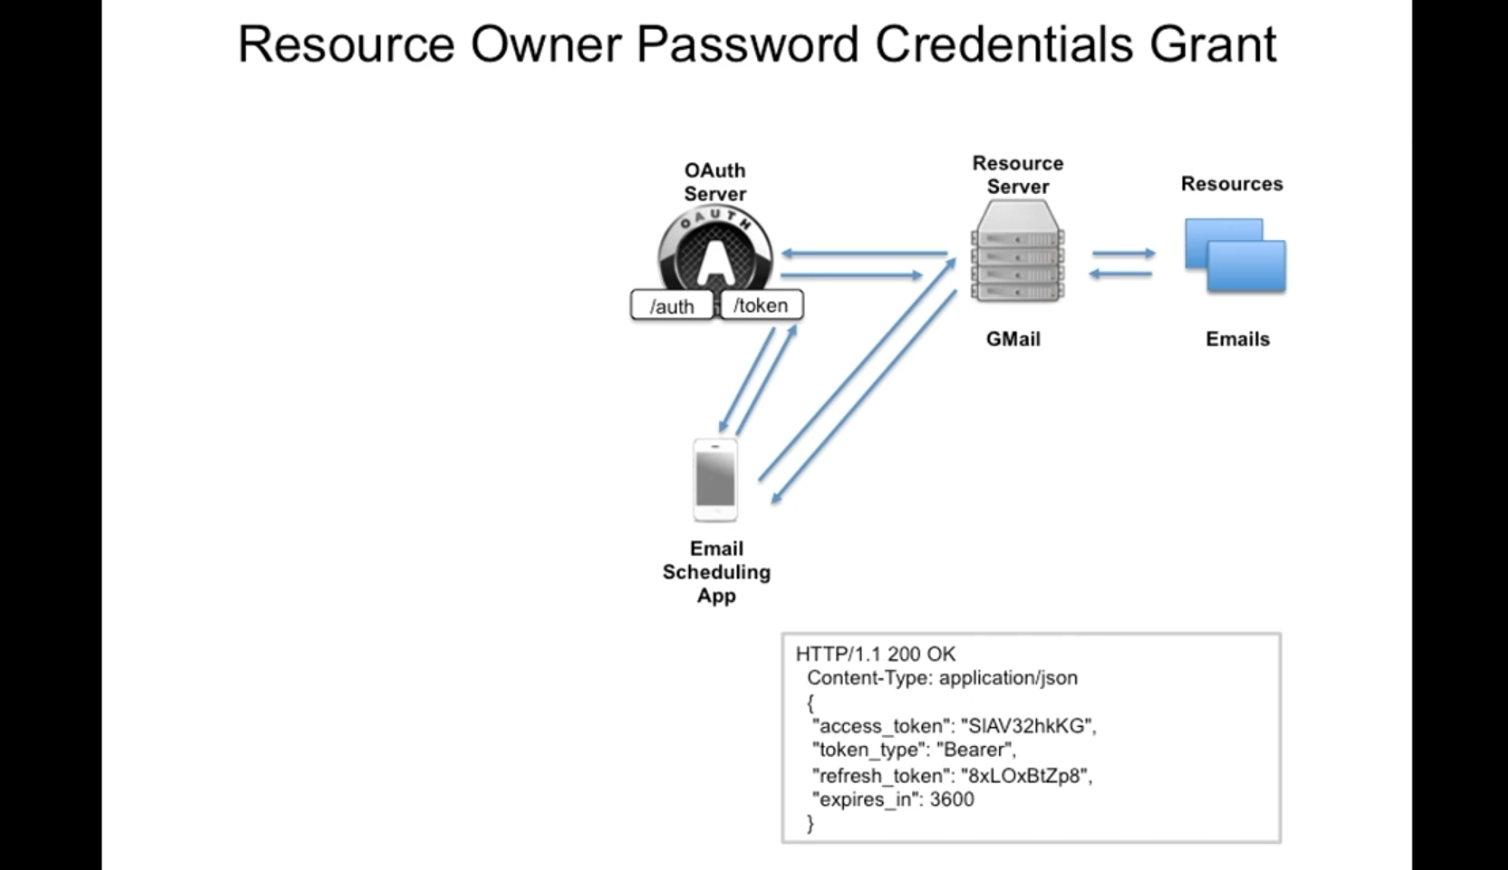 Resource Owner Password Credentials Grant
OAuth
Server
OAUTH
A
/auth
/token
Resource
Server
GMail
Resources
Emails
Email
Scheduling
App
HTTP/1.1 200 OK
Content-Type: application/json
{
"access_token": "SlAV32hkKG",
"token_type": "Bearer",
"refresh_token": "8xLOxBtZp8",
"expires_in": 3600
}